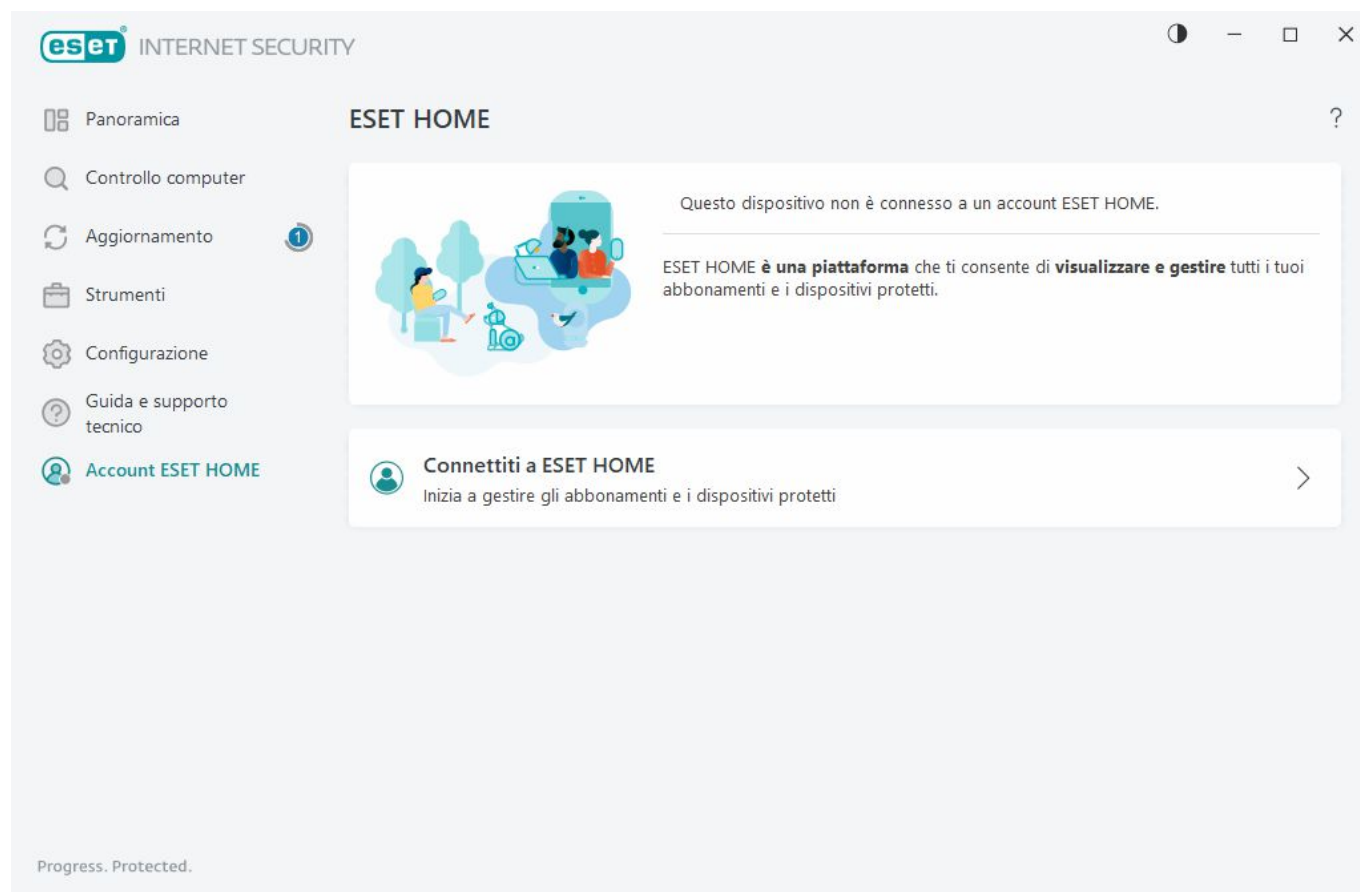 eset® INTERNET SECURITY
Panoramica
Controllo computer
Aggiornamento 1
Strumenti
Configurazione
Guida e supporto
tecnico
Account ESET HOME
ESET HOME
?
Questo dispositivo non è connesso a un account ESET HOME.
ESET HOME è una piattaforma che ti consente di visualizzare e gestire tutti i tuoi
abbonamenti e i dispositivi protetti.
Connettiti a ESET HOME
Inizia a gestire gli abbonamenti e i dispositivi protetti
Progress. Protected.